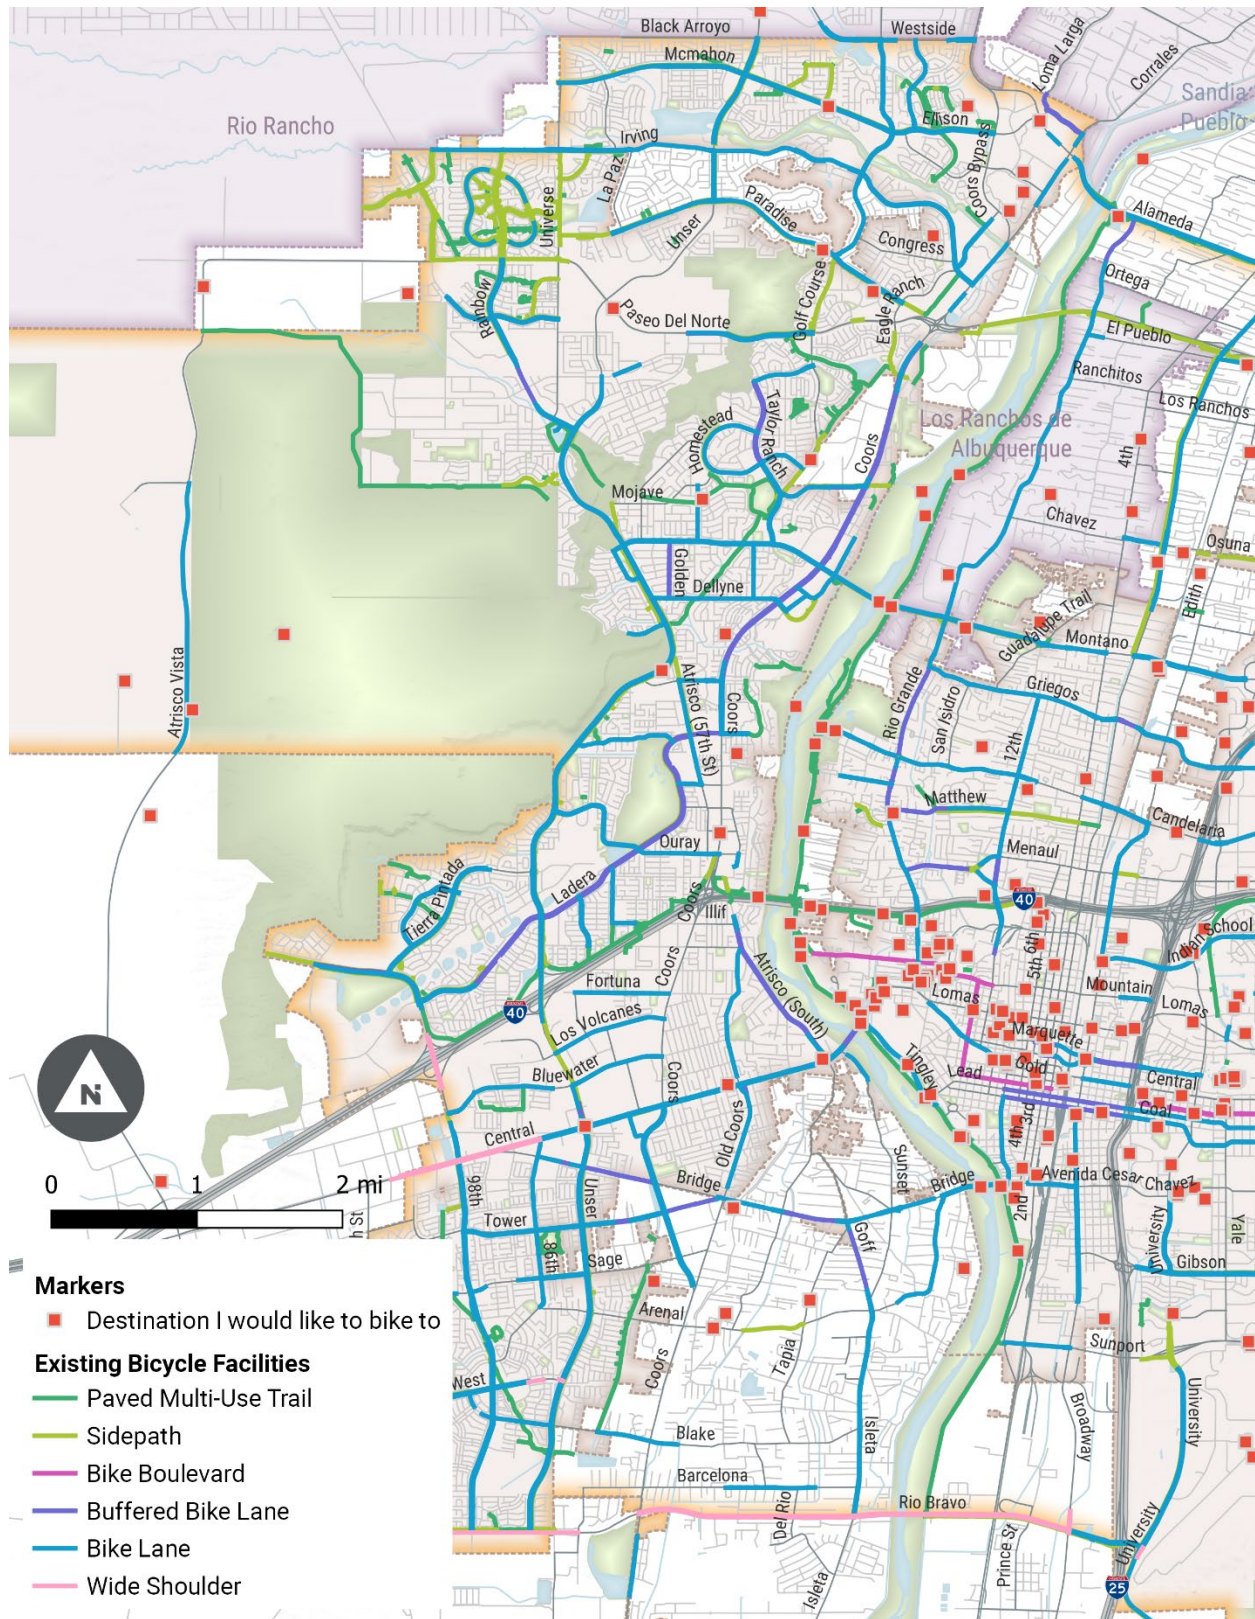 Black Arroyo
Westside
Loma Larga
Corrales
Mcmahon
Sandia
Pueblo
Rio Rancho
Ellison
Irving
La Paz
Coors Bypass
Universe
Paradise
Alameda
Unser
Congress
Ortega
Rainbow
Golf Course
Eagle Ranch
Paseo Del Norte
El Pueblo
Ranchitos
Los Ranchos
Taylor Ranch
Homestead
Los Ranchos de
Albuquerque
Coors
4th
Mojave
Chavez
Osuna
Golden
Dellyne
Edith
Guadalupe Trail
Montano
Atrisco Vista
Atrisco (57th St)
Coors
Rio Grande
San Isidro
Griegos
12th
Matthew
Candelaria
Ouray
Menaul
Ladera
Tierra Pintada
Coors
Illif
40
Indian School
5th
6th
Atrisco (South)
Fortuna
Coors
Lomas
Mountain
Lomas
40
Los Volcanes
Marquette
Gold
Tingley
Lead
Central
Bluewater
Coors
Coal
N
Central
Old Coors
4th
3rd
0 1 2 mi
98th
Unser
Bridge
Sunset
Bridge
Avenida Cesar Chavez
2nd
University
Yale
Tower
86th
Sage
Goff
Gibson
h St
Markers
Destination I would like to bike to
Arenal
Tapia
Sunport
Existing Bicycle Facilities
Paved Multi-Use Trail
Sidepath
Bike Boulevard
Buffered Bike Lane
Bike Lane
Wide Shoulder
West
Coors
Blake
Isleta
Broadway
University
Barcelona
Del Rio
Rio Bravo
Prince St
University
Isleta
25